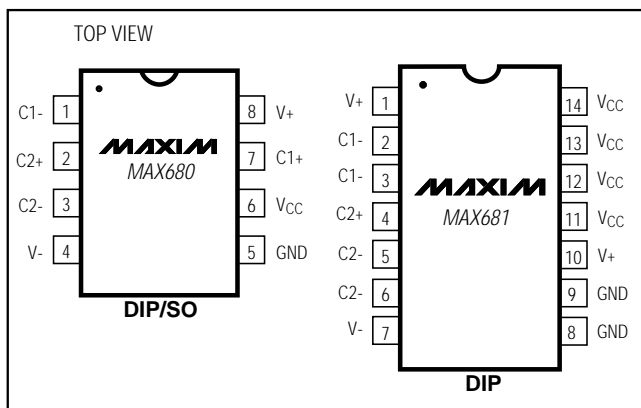 TOP VIEW
C1- 1 8 V+
C2+ 2 7 C1+
C2- 3 6 VCC
V- 4 5 GND
MAXIM
MAX680
DIP/SO
V+ 1 14 VCC
C1- 2 13 VCC
C1- 3 12 VCC
C2+ 4 11 VCC
C2- 5 10 V+
C2- 6 9 GND
V- 7 8 GND
MAXIM
MAX681
DIP